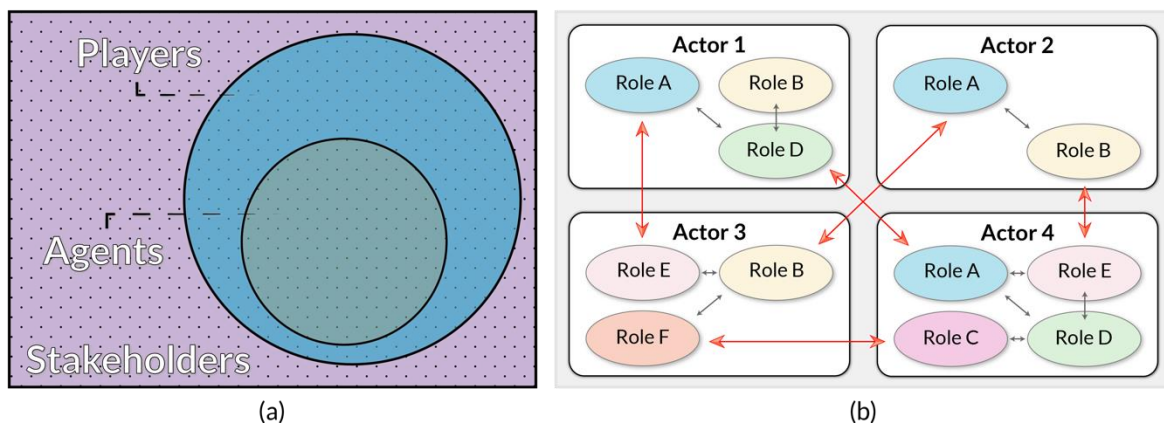 Players
Agents
Stakeholders
(a)
Actor 1
Role A
Role B
Role D
Actor 2
Role A
Role B
Actor 3
Role E
Role B
Role F
Actor 4
Role A
Role E
Role C
Role D
(b)